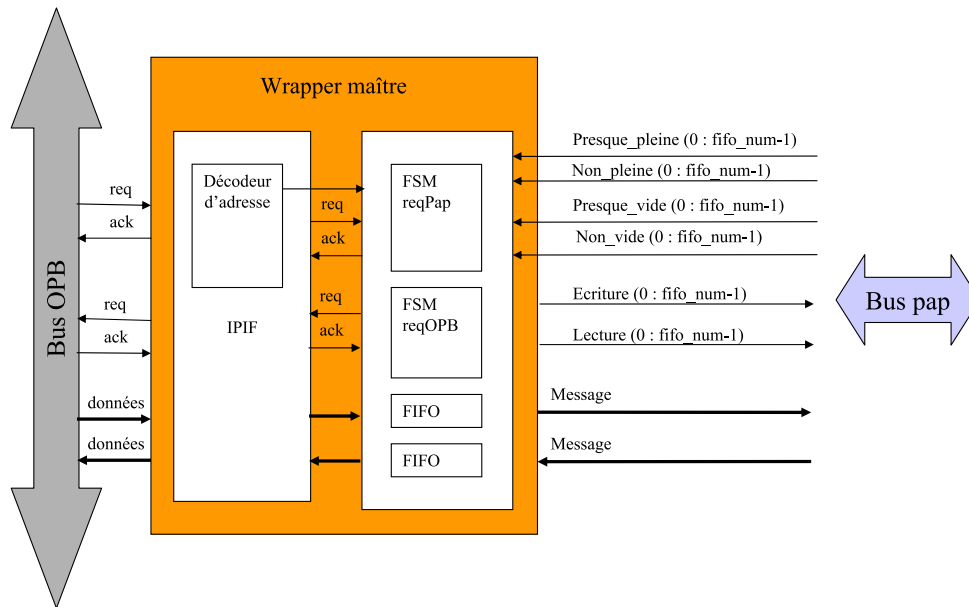 Wrapper maître
Presque_pleine (0 : fifo_num-1)
Non_pleine (0 : fifo_num-1)
Presque_vide (0 : fifo_num-1)
Non_vide (0 : fifo_num-1)
Décodeur
d'adresse
FSM
reqPap
req
ack
req
ack
Bus OPB
req
ack
IPIF
req
ack
FSM
reqOPB
Ecriture (0 : fifo_num-1)
Lecture (0 : fifo_num-1)
Bus pap
données
données
FIFO
FIFO
Message
Message